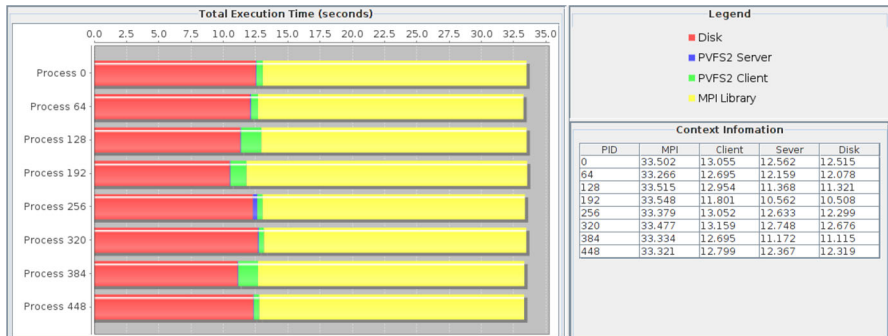 Total Execution Time (seconds)
0.0 2.5 5.0 7.5 10.0 12.5 15.0 17.5 20.0 22.5 25.0 27.5 30.0 32.5 35.0
Process 0
Process 64
Process 128
Process 192
Process 256
Process 320
Process 384
Process 448
Legend
Disk
PVFS2 Server
PVFS2 Client
MPI Library
Context Infomation
PID MPI Client Sever Disk
0 33.502 13.055 12.562 12.515
64 33.266 12.695 12.159 12.078
128 33.515 12.954 11.368 11.321
192 33.548 11.801 10.562 10.508
256 33.379 13.052 12.633 12.299
320 33.477 13.159 12.748 12.676
384 33.334 12.695 11.172 11.115
448 33.321 12.799 12.367 12.319